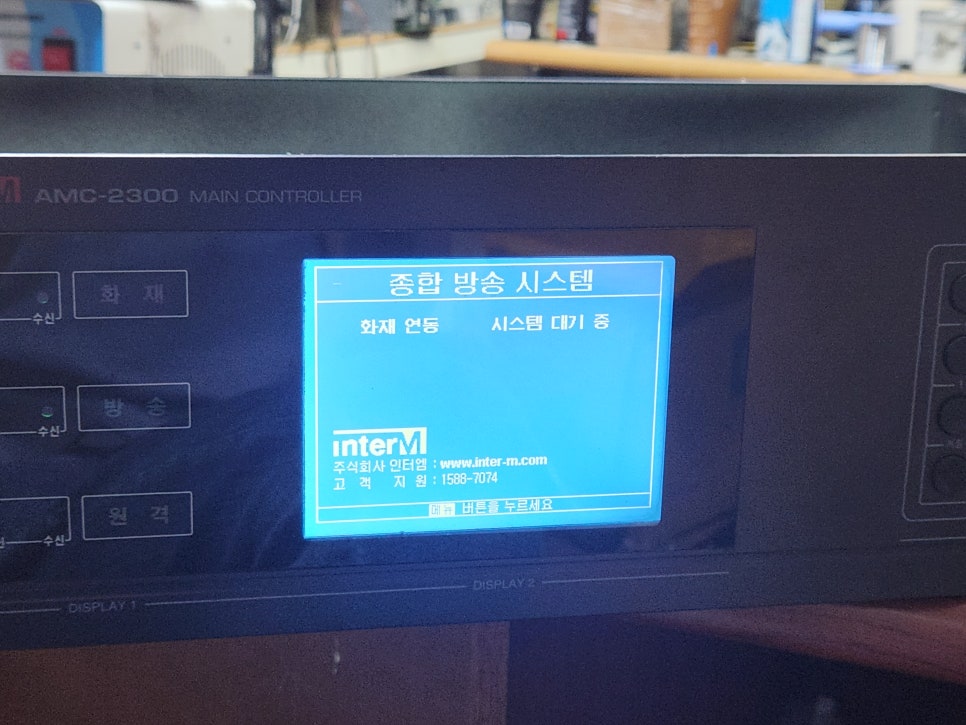 AMC-2300 MAIN CONTROLLER
종합 방송 시스템
화재 연동 시스템 대기 중
수신 화 재
수신 방 송
수신 원 격
interM
주식회사 인터엠 : www.inter-m.com
고 객 지 원 : 1588-7074
메뉴 버튼을 누르세요
DISPLAY 1
DISPLAY 2